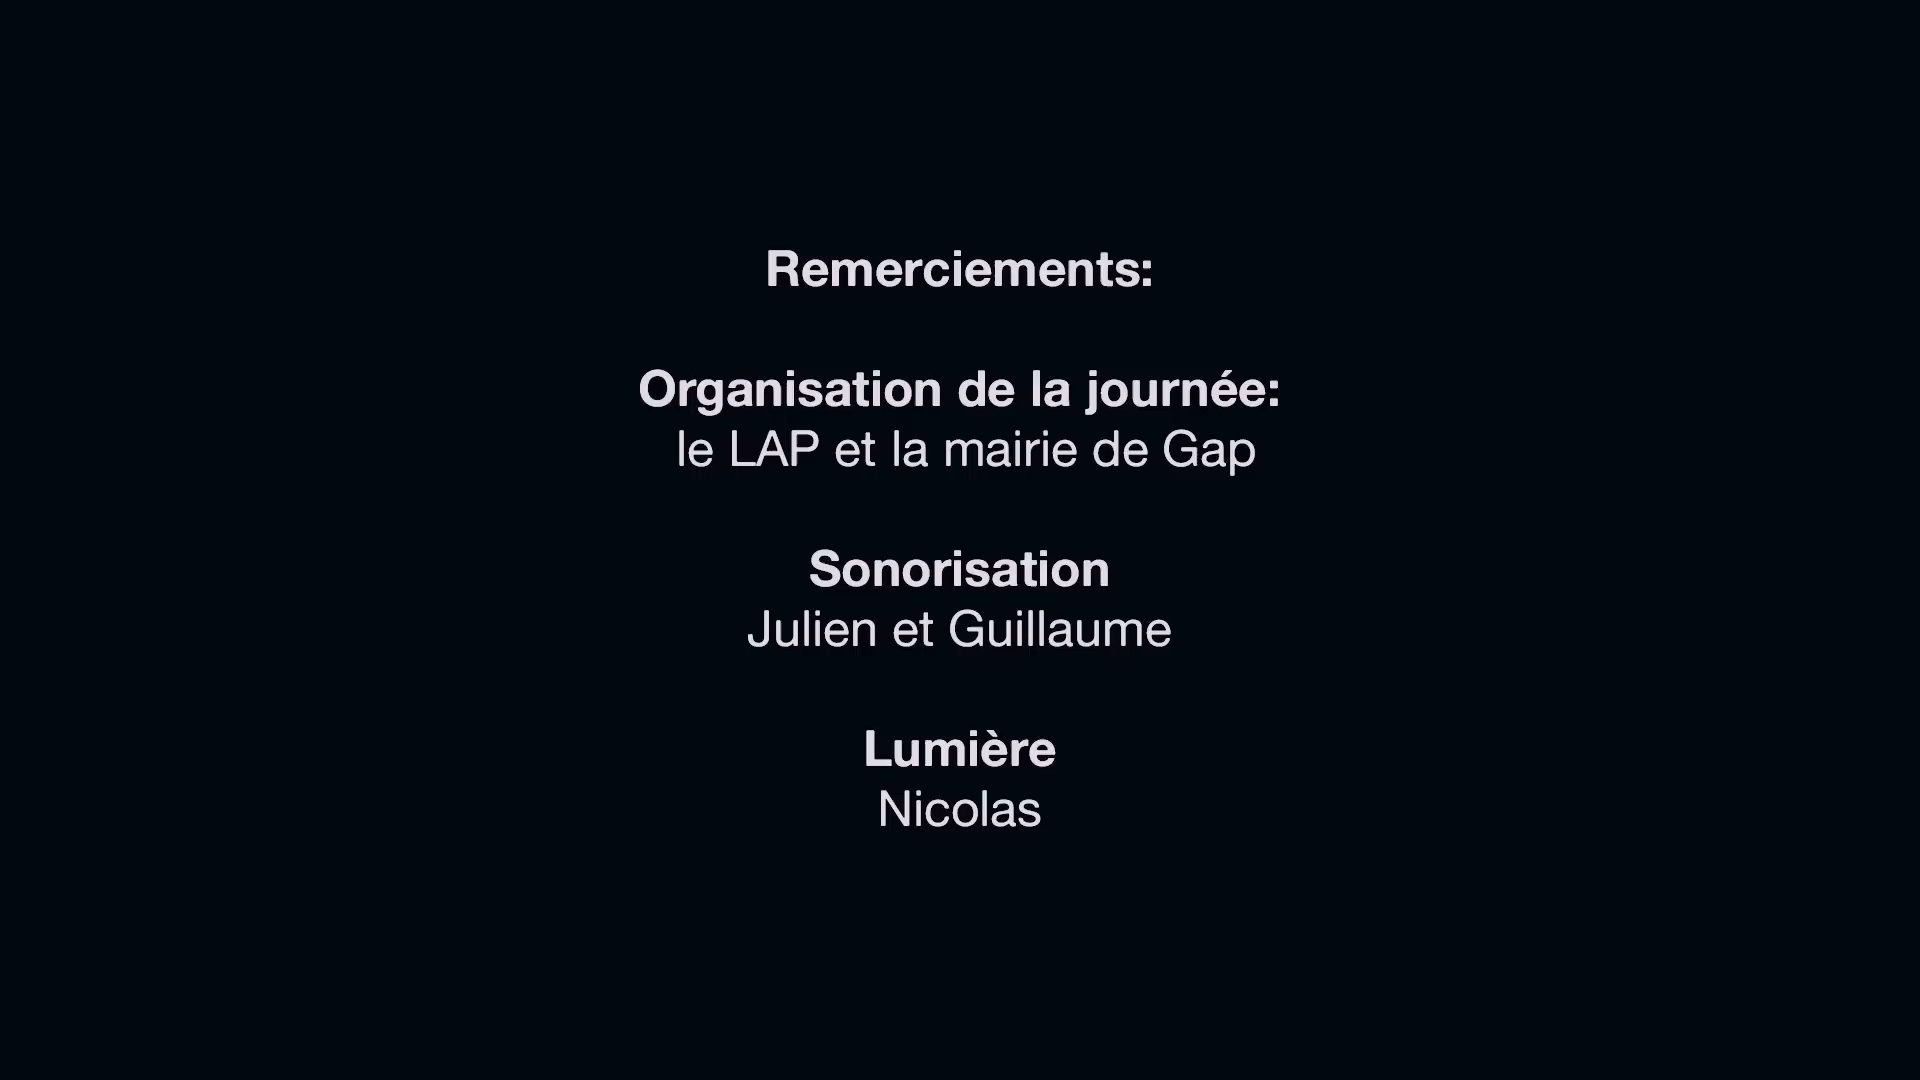 Remerciements:
Organisation de la journée:
le LAP et la mairie de Gap
Sonorisation
Julien et Guillaume
Lumière
Nicolas